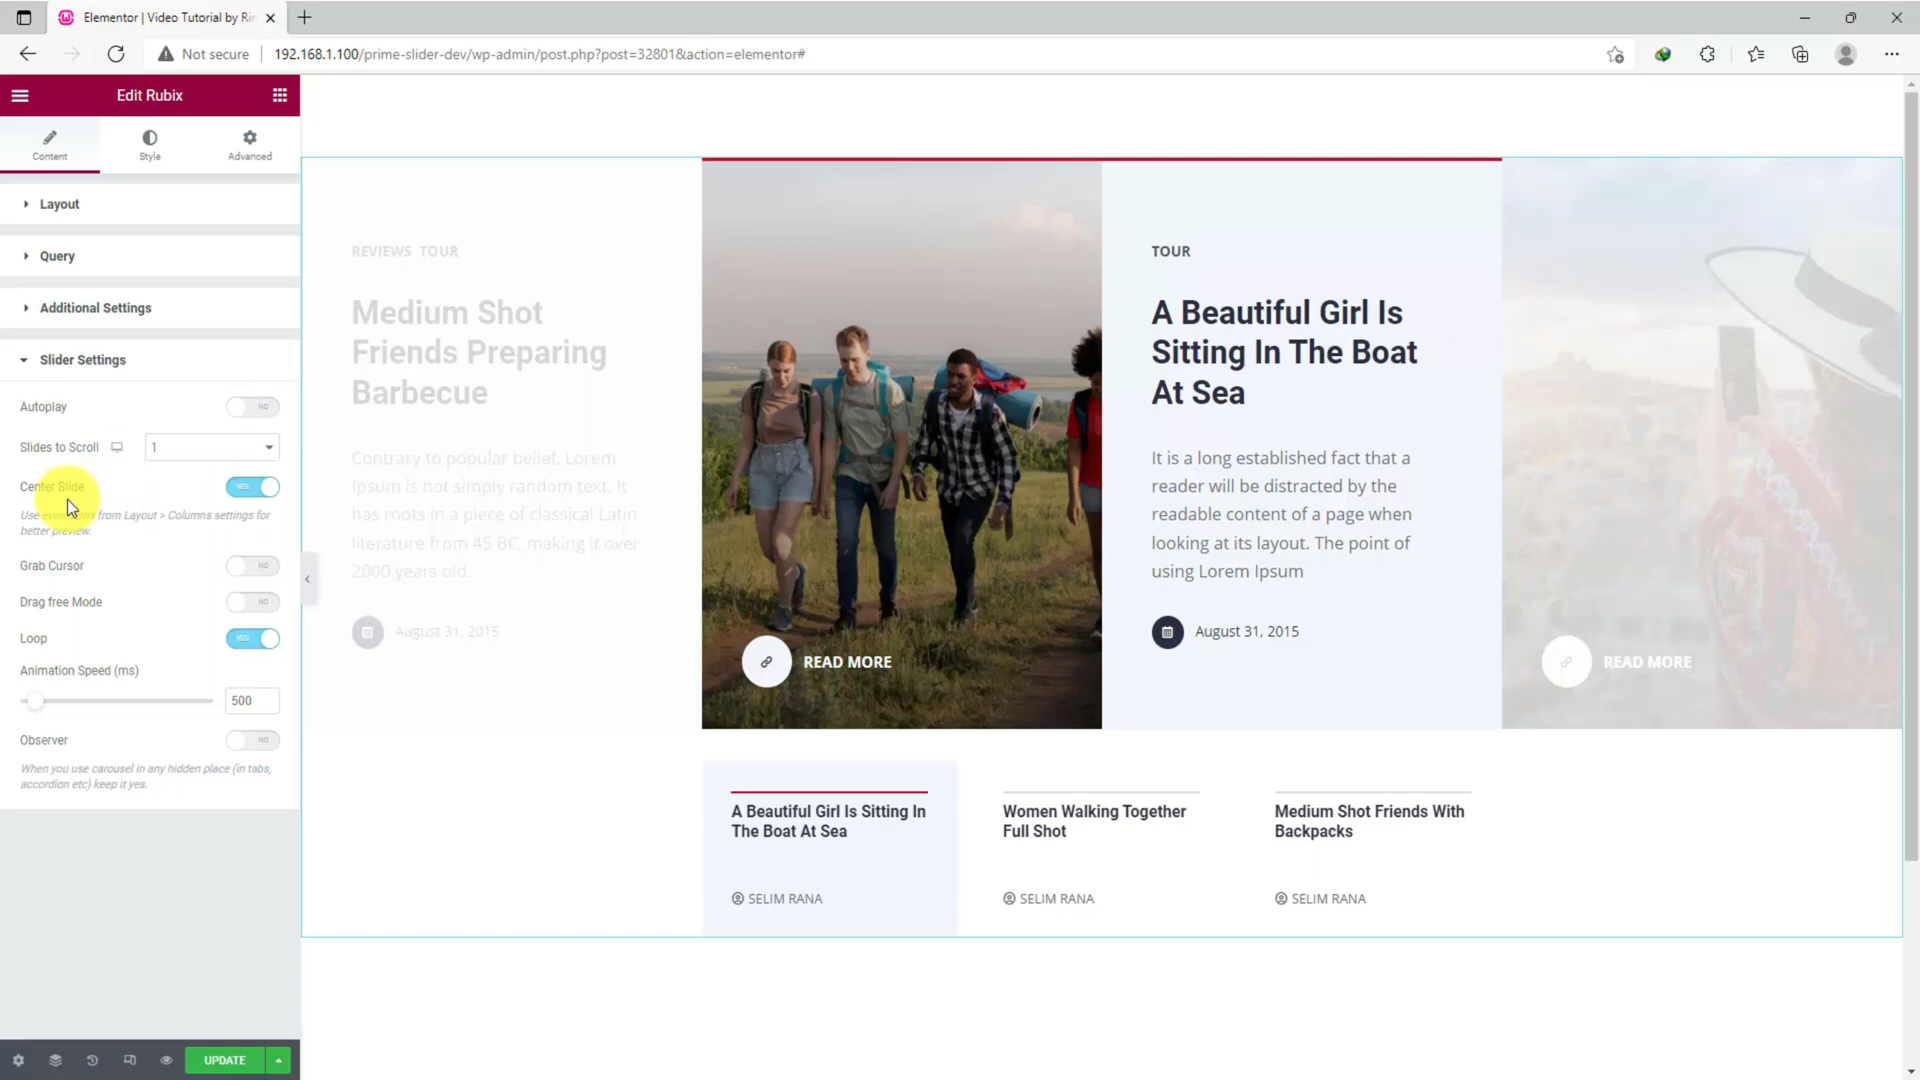 Elementor | Video Tutorial by Rin
Not secure
192.168.1.100/prime-slider-dev/wp-admin/post.php?post=32801&action=elementor#
Edit Rubix
Content
Style
Advanced
Layout
Query
Additional Settings
Slider Settings
Autoplay
NO
Slides to Scroll
1
Center Slide
YES
Use even items from Layout > Columns settings for
better preview.
Grab Cursor
NO
Drag free Mode
NO
Loop
YES
Animation Speed (ms)
500
Observer
NO
When you use carousel in any hidden place (in tabs,
accordion etc) keep it yes.
UPDATE
REVIEWS TOUR
Medium Shot
Friends Preparing
Barbecue
Contrary to popular belief, Lorem
Ipsum is not simply random text. It
has roots in a piece of classical Latin
literature from 45 BC, making it over
2000 years old.
August 31, 2015
READ MORE
TOUR
A Beautiful Girl Is
Sitting In The Boat
At Sea
It is a long established fact that a
reader will be distracted by the
readable content of a page when
looking at its layout. The point of
using Lorem Ipsum
August 31, 2015
READ MORE
A Beautiful Girl Is Sitting In
The Boat At Sea
SELIM RANA
Women Walking Together
Full Shot
SELIM RANA
Medium Shot Friends With
Backpacks
SELIM RANA